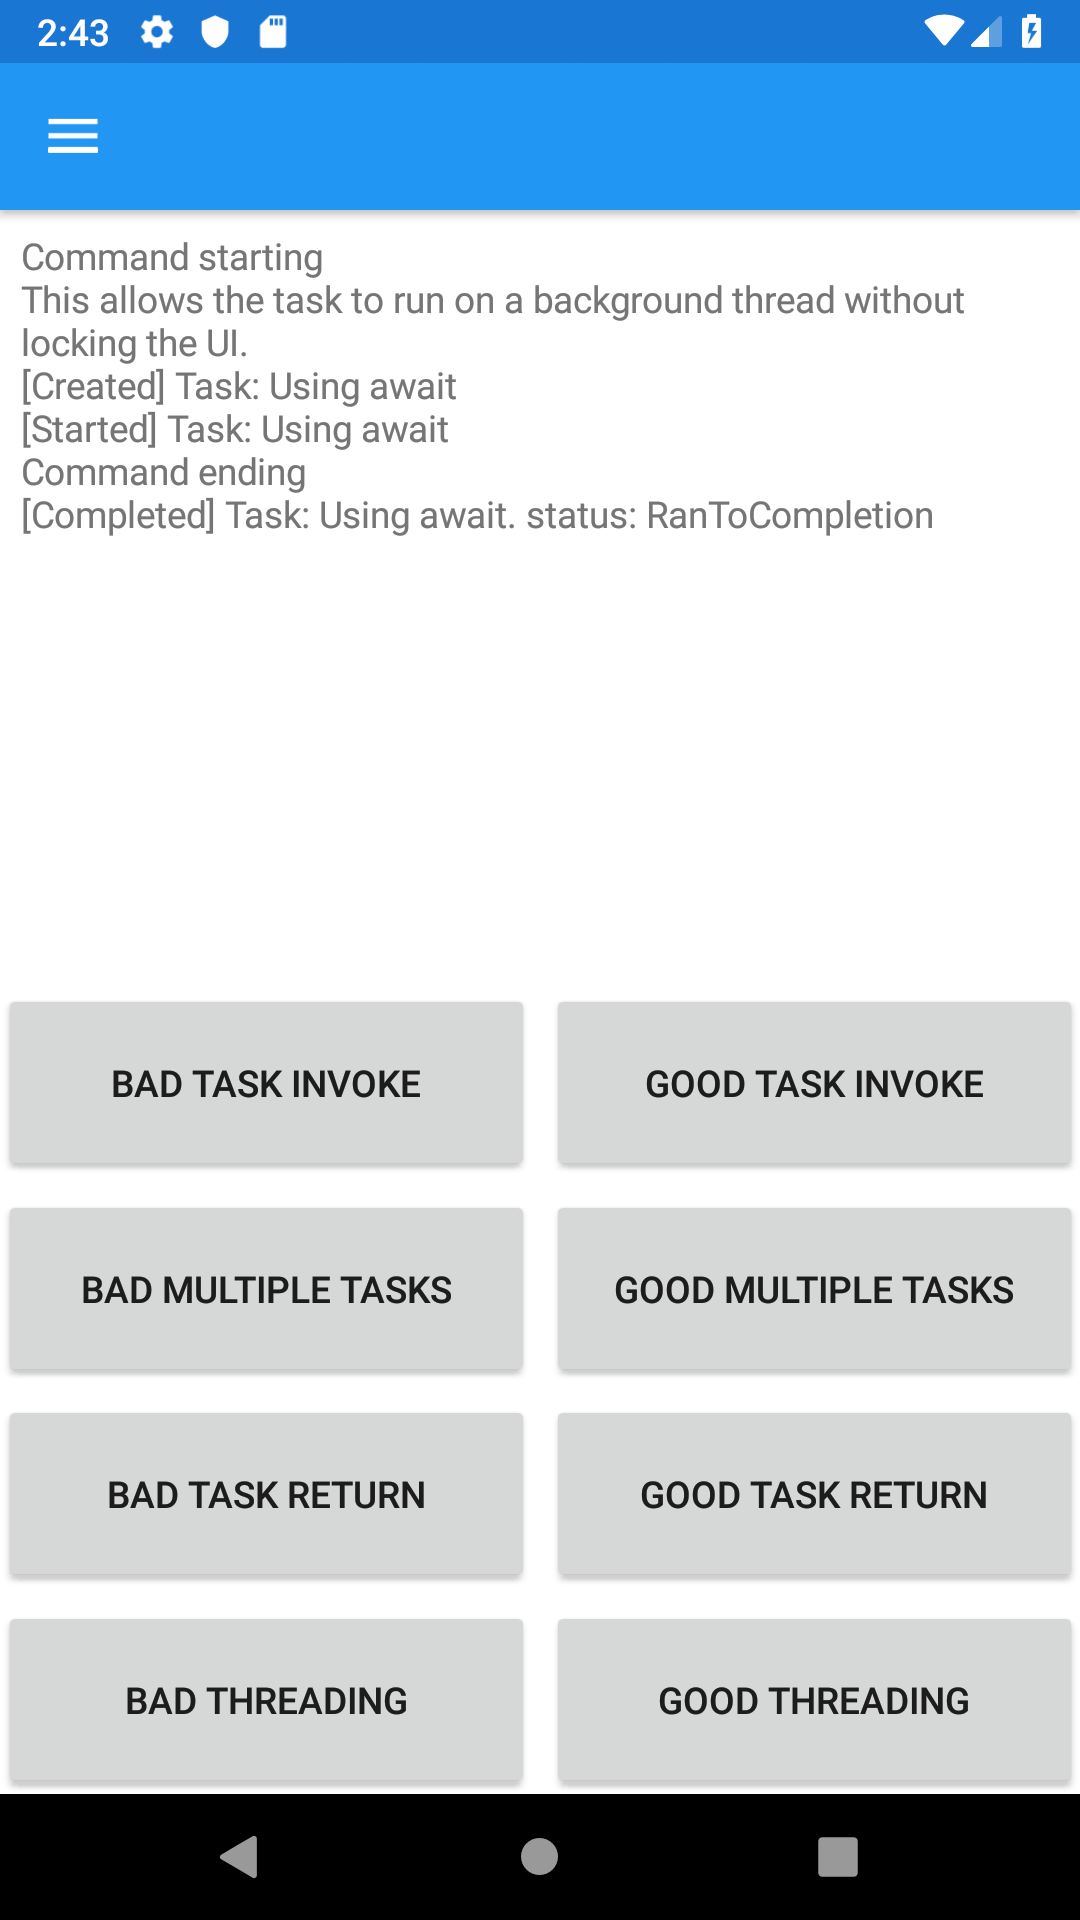 2:43
Command starting
This allows the task to run on a background thread without
locking the UI.
[Created] Task: Using await
[Started] Task: Using await
Command ending
[Completed] Task: Using await. status: RanToCompletion
BAD TASK INVOKE
GOOD TASK INVOKE
BAD MULTIPLE TASKS
GOOD MULTIPLE TASKS
BAD TASK RETURN
GOOD TASK RETURN
BAD THREADING
GOOD THREADING